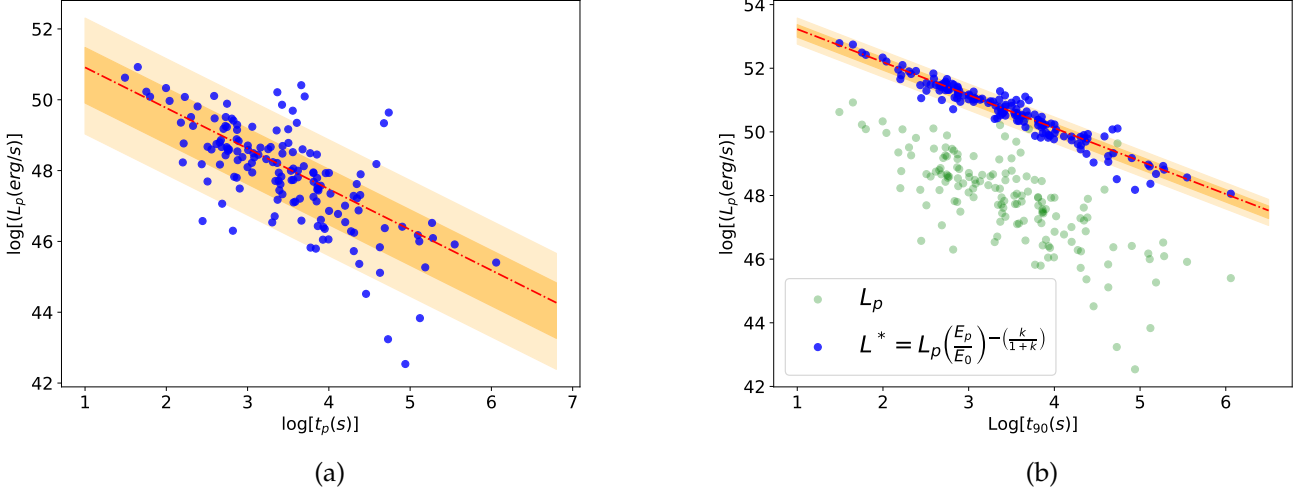 52
50
48
46
44
42
log[(L_p(erg/s)]
1 2 3 4 5 6 7
log[t_p(s)]
(a)
54
52
50
48
46
44
42
log[(L_p(erg/s)]
L_p
L^* = L_p(E_p/E_0)^{-(k/1+k)}
1 2 3 4 5 6
Log[t_90(s)]
(b)